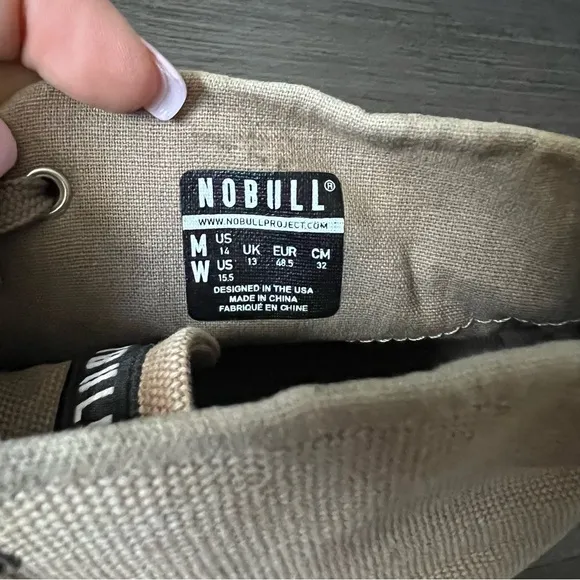 NOBULL®
WWW.NOBULLPROJECT.COM
M US 14 UK 13 EUR 48.5 CM 32
W US 15.5
DESIGNED IN THE USA
MADE IN CHINA
FABRIQUÉ EN CHINE
BULL